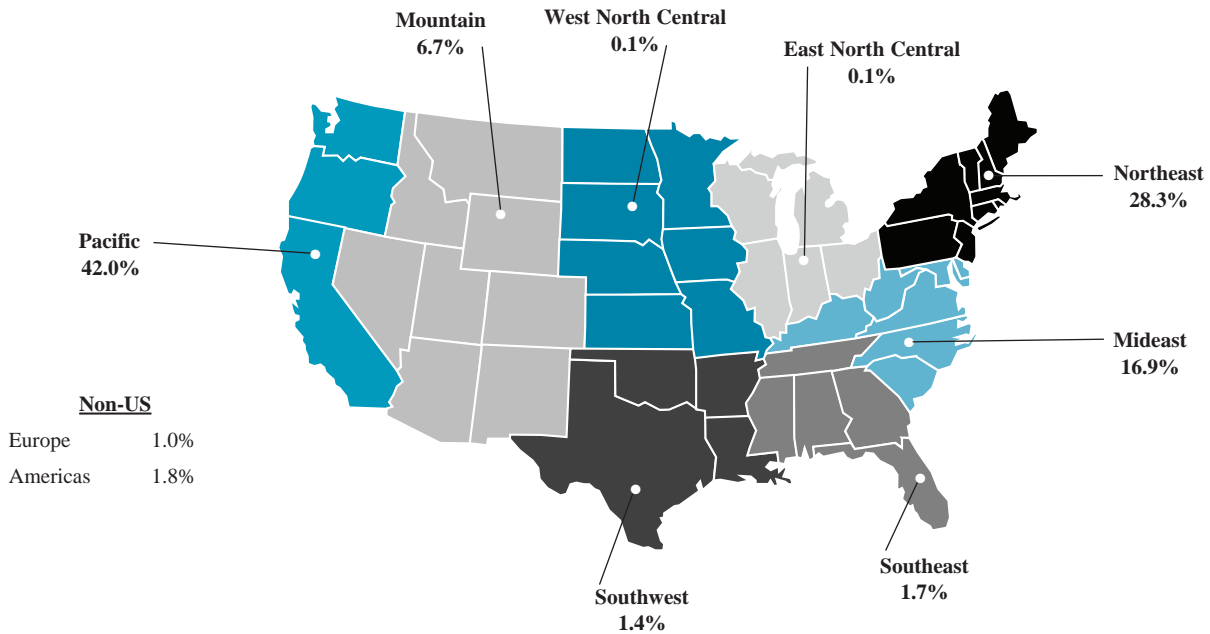 Mountain
6.7%
West North Central
0.1%
East North Central
0.1%
Northeast
28.3%
Pacific
42.0%
Mideast
16.9%
Non-US
Europe 1.0%
Americas 1.8%
Southeast
1.7%
Southwest
1.4%